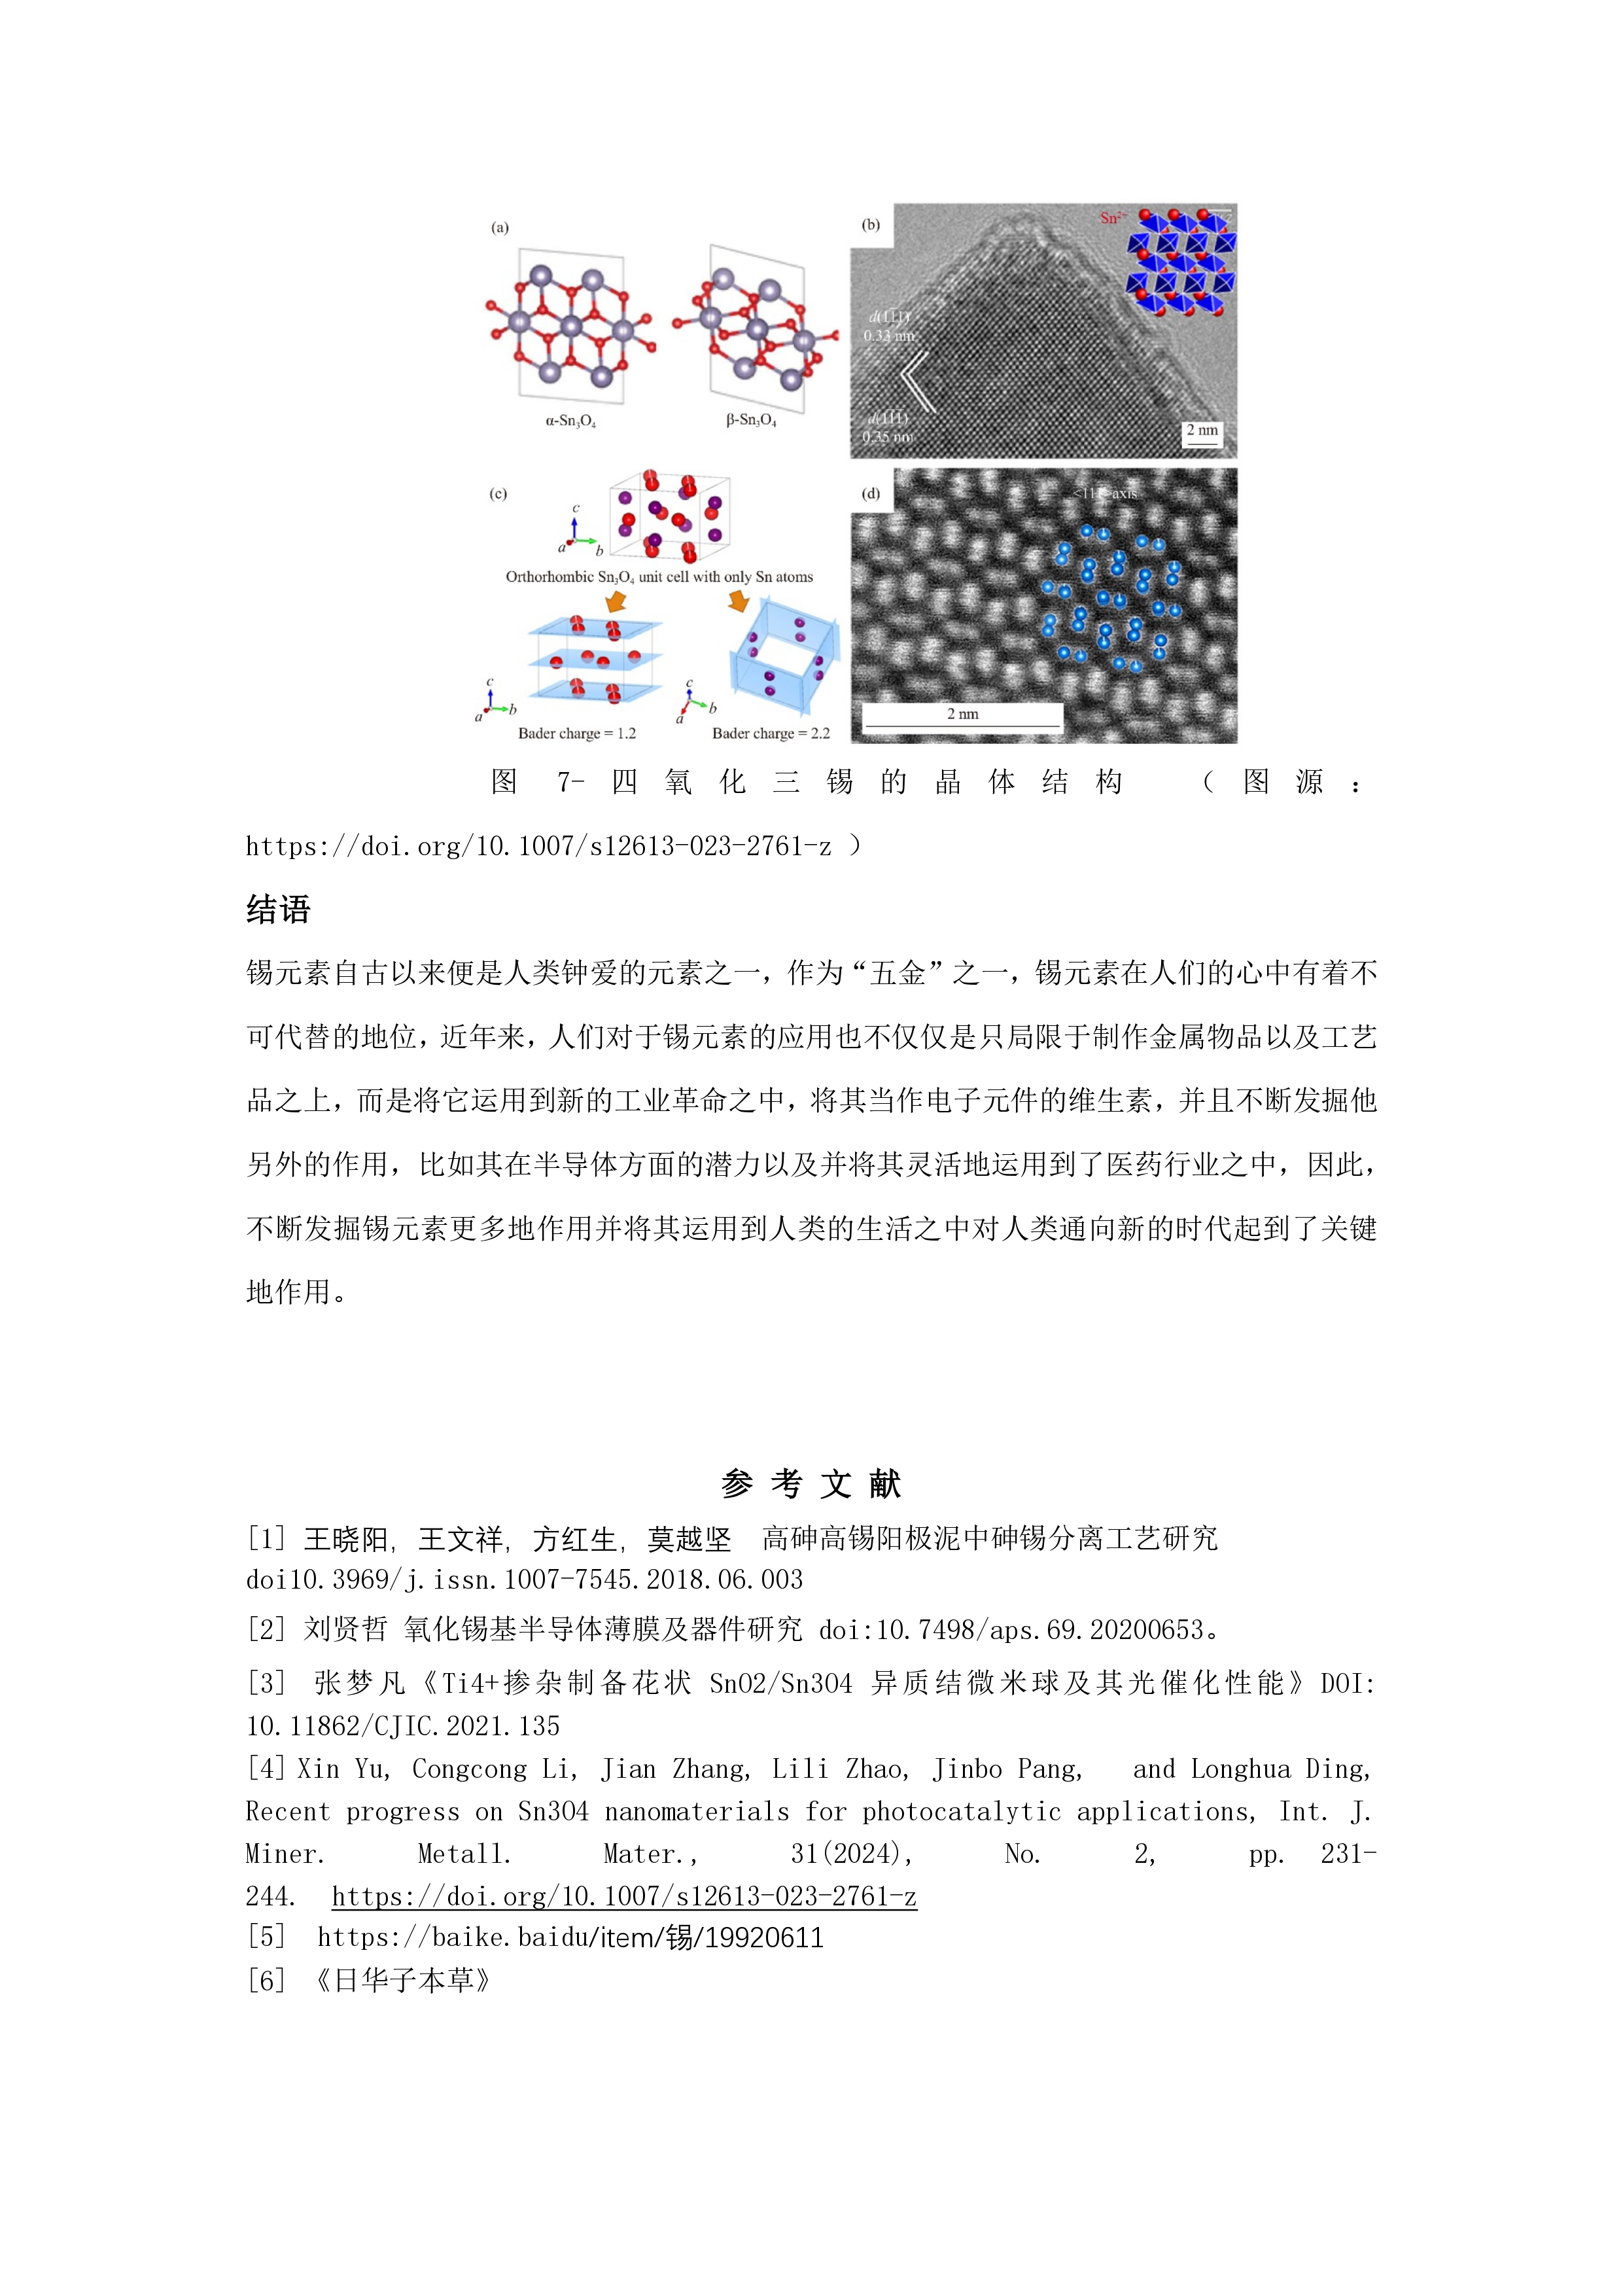 (a)
α-Sn₃O₄
β-Sn₃O₄
(b)
Sn²⁺
0.33 nm
0.35 nm
2 nm
(c)
c
a
b
Orthorhombic Sn₃O₄ unit cell with only Sn atoms
c
a
b
c
a
b
Bader charge = 1.2
Bader charge = 2.2
(d)
axis
2 nm
图 7-四氧化三锡的晶体结构 （图源：
https://doi.org/10.1007/s12613-023-2761-z ）
结语
锡元素自古以来便是人类钟爱的元素之一，作为“五金”之一，锡元素在人们的心中有着不
可代替的地位，近年来，人们对于锡元素的应用也不仅仅是只局限于制作金属物品以及工艺
品之上，而是将它运用到新的工业革命之中，将其当作电子元件的维生素，并且不断发掘他
另外的作用，比如其在半导体方面的潜力以及并将其灵活地运用到了医药行业之中，因此，
不断发掘锡元素更多地作用并将其运用到人类的生活之中对人类通向新的时代起到了关键
地作用。
参 考 文 献
[1] 王晓阳，王文祥，方红生，莫越坚 高砷高锡阳极泥中砷锡分离工艺研究
doi10.3969/j.issn.1007-7545.2018.06.003
[2] 刘贤哲 氧化锡基半导体薄膜及器件研究 doi:10.7498/aps.69.20200653。
[3] 张梦凡《Ti4+掺杂制备花状 SnO2/Sn3O4 异质结微米球及其光催化性能》DOI:
10.11862/CJIC.2021.135
[4] Xin Yu, Congcong Li, Jian Zhang, Lili Zhao, Jinbo Pang, and Longhua Ding,
Recent progress on Sn3O4 nanomaterials for photocatalytic applications, Int. J.
Miner. Metall. Mater., 31(2024), No. 2, pp. 231-
244. https://doi.org/10.1007/s12613-023-2761-z
[5] https://baike.baidu/item/锡/19920611
[6] 《日华子本草》